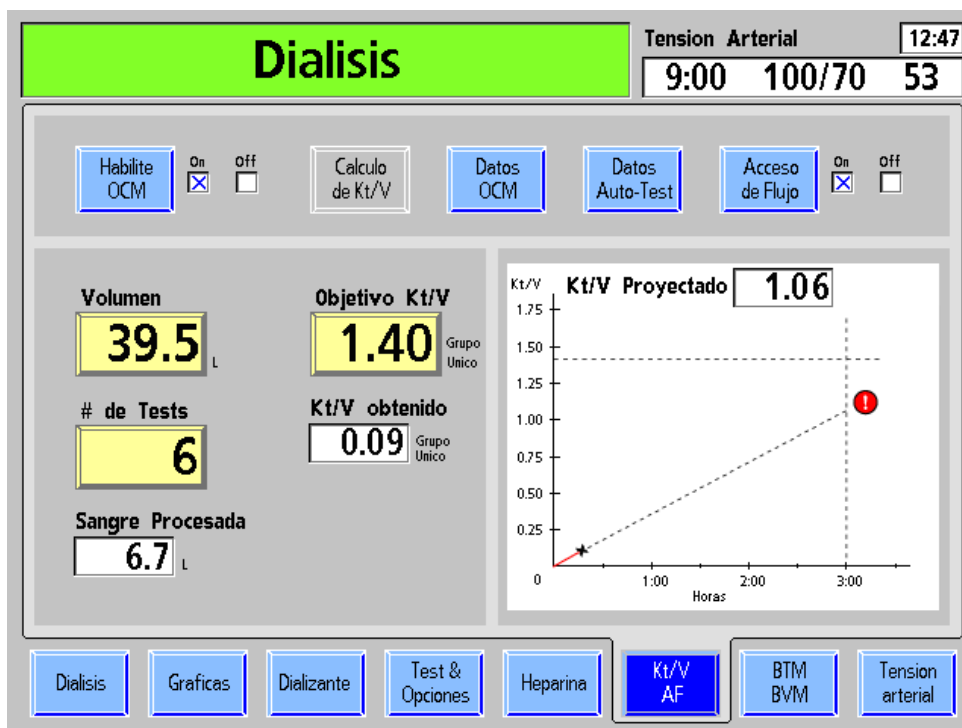 Dialisis
Tension Arterial
12:47
9:00 100/70 53
Habilite
OCM
On Off
Calculo
de Kt/V
Datos
OCM
Datos
Auto-Test
Acceso
de Flujo
On Off
Volumen
39.5 L
Objetivo Kt/V
1.40 Grupo
Unico
# de Tests
6
Kt/V obtenido
0.09 Grupo
Unico
Sangre Procesada
6.7 L
Kt/V
Kt/V Proyectado 1.06
1.75
1.50
1.25
1.00
0.75
0.50
0.25
0 1:00 2:00 3:00
Horas
!
Dialisis
Graficas
Dializante
Test &
Opciones
Heparina
Kt/V
AF
BTM
BVM
Tension
arterial